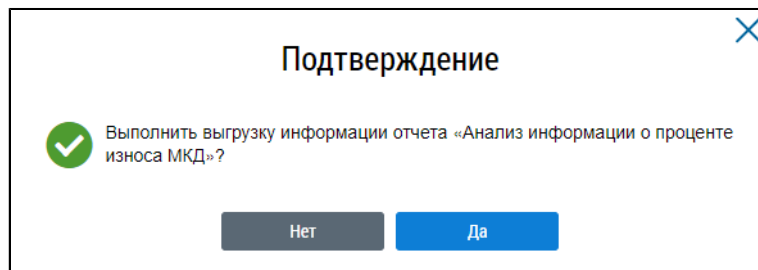 Подтверждение
Выполнить выгрузку информации отчета «Анализ информации о проценте
износа МКД»?
Нет
Да